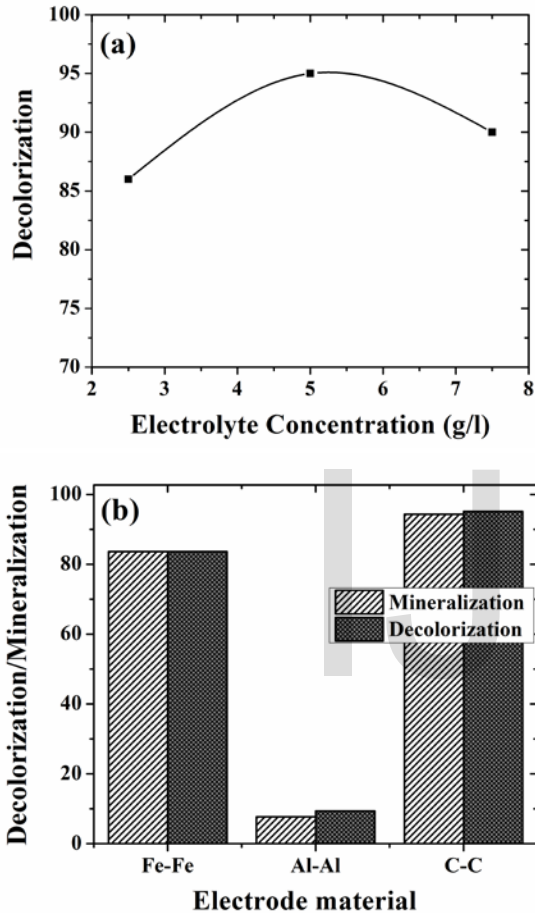 (a)
Decolorization
100
95
90
85
80
75
70
2 3 4 5 6 7 8
Electrolyte Concentration (g/l)
(b)
Decolorization/Mineralization
100
80
60
40
20
0
Mineralization
Decolorization
Fe-Fe Al-Al C-C
Electrode material